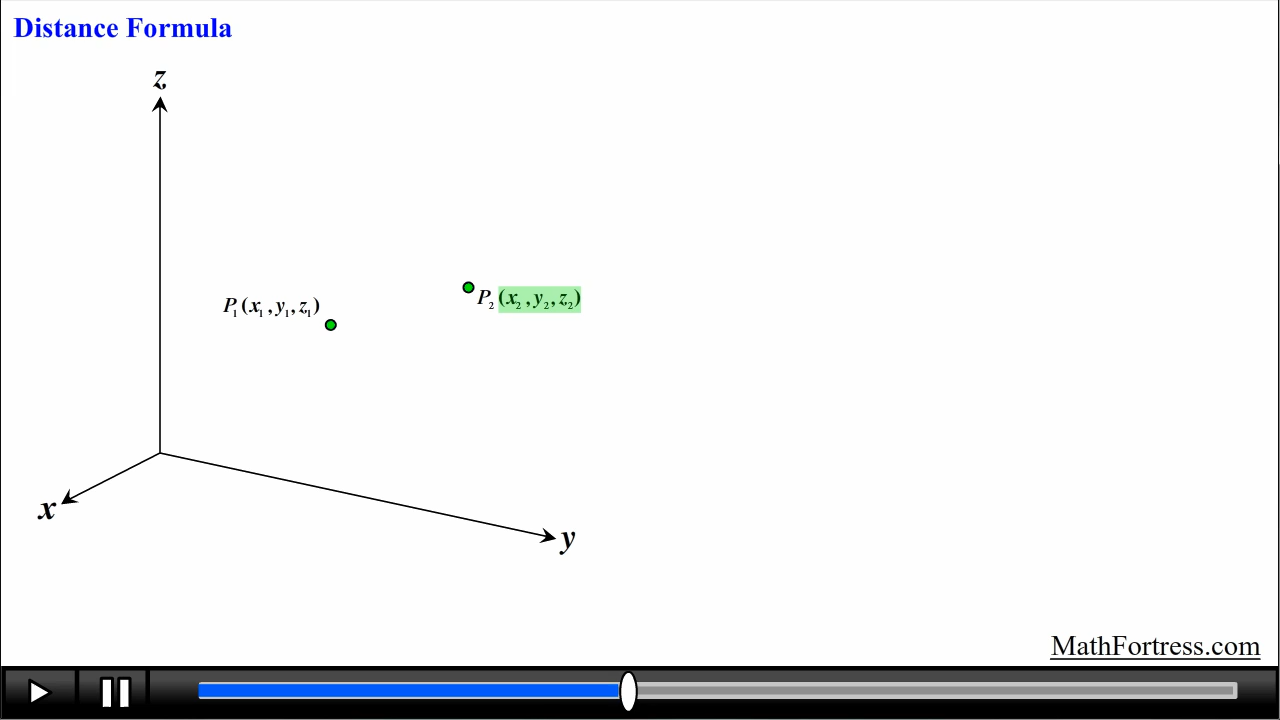 Distance Formula
z
P₁(x₁, y₁, z₁)
P₂(x₂, y₂, z₂)
x
y
MathFortress.com